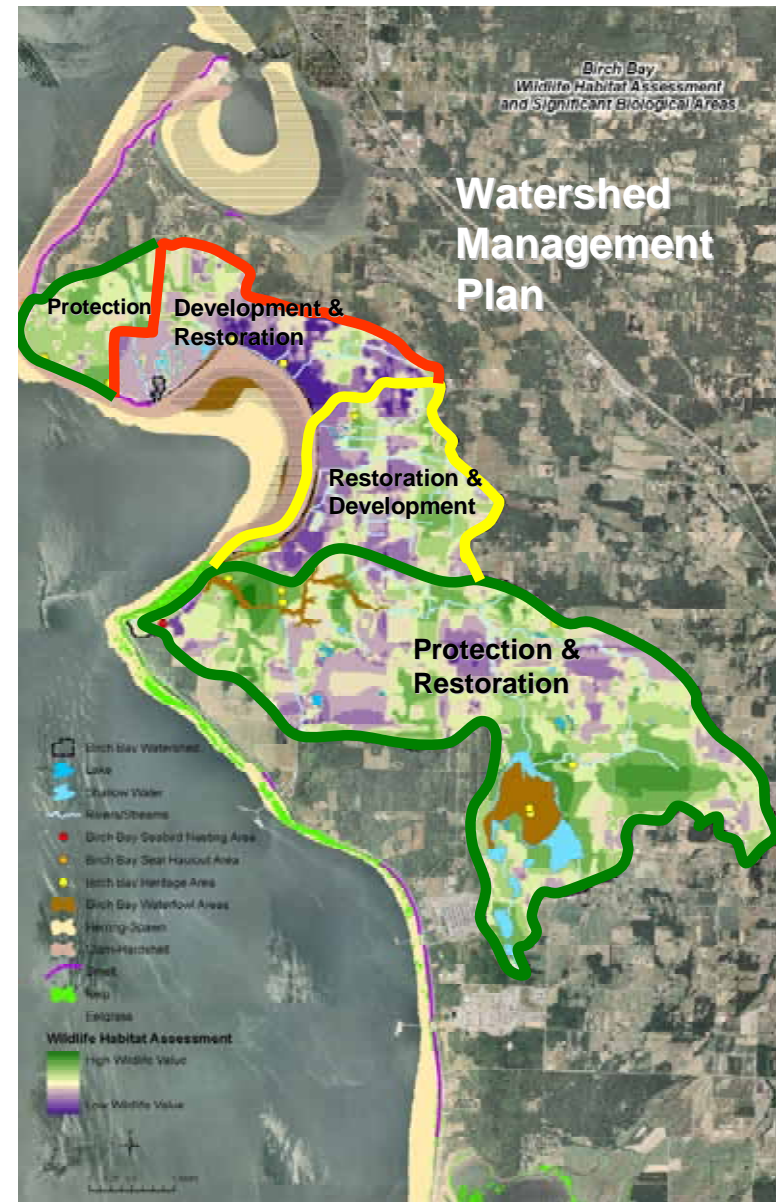 Birch Bay
Wildlife Habitat Assessment
and Significant Biological Areas
Watershed
Management
Plan
Protection
Development &
Restoration
Restoration &
Development
Protection &
Restoration
Birch Bay Watershed
Lake
Shallow Water
Rivers/Streams
Birch Bay Seabird Nesting Area
Birch Bay Seal Haulout Area
Birch Bay Heritage Area
Birch Bay Waterfowl Areas
Herring-Spawn
Clam-Hardshell
Smelt
Kelp
Eelgrass
Wildlife Habitat Assessment
High Wildlife Value
Low Wildlife Value